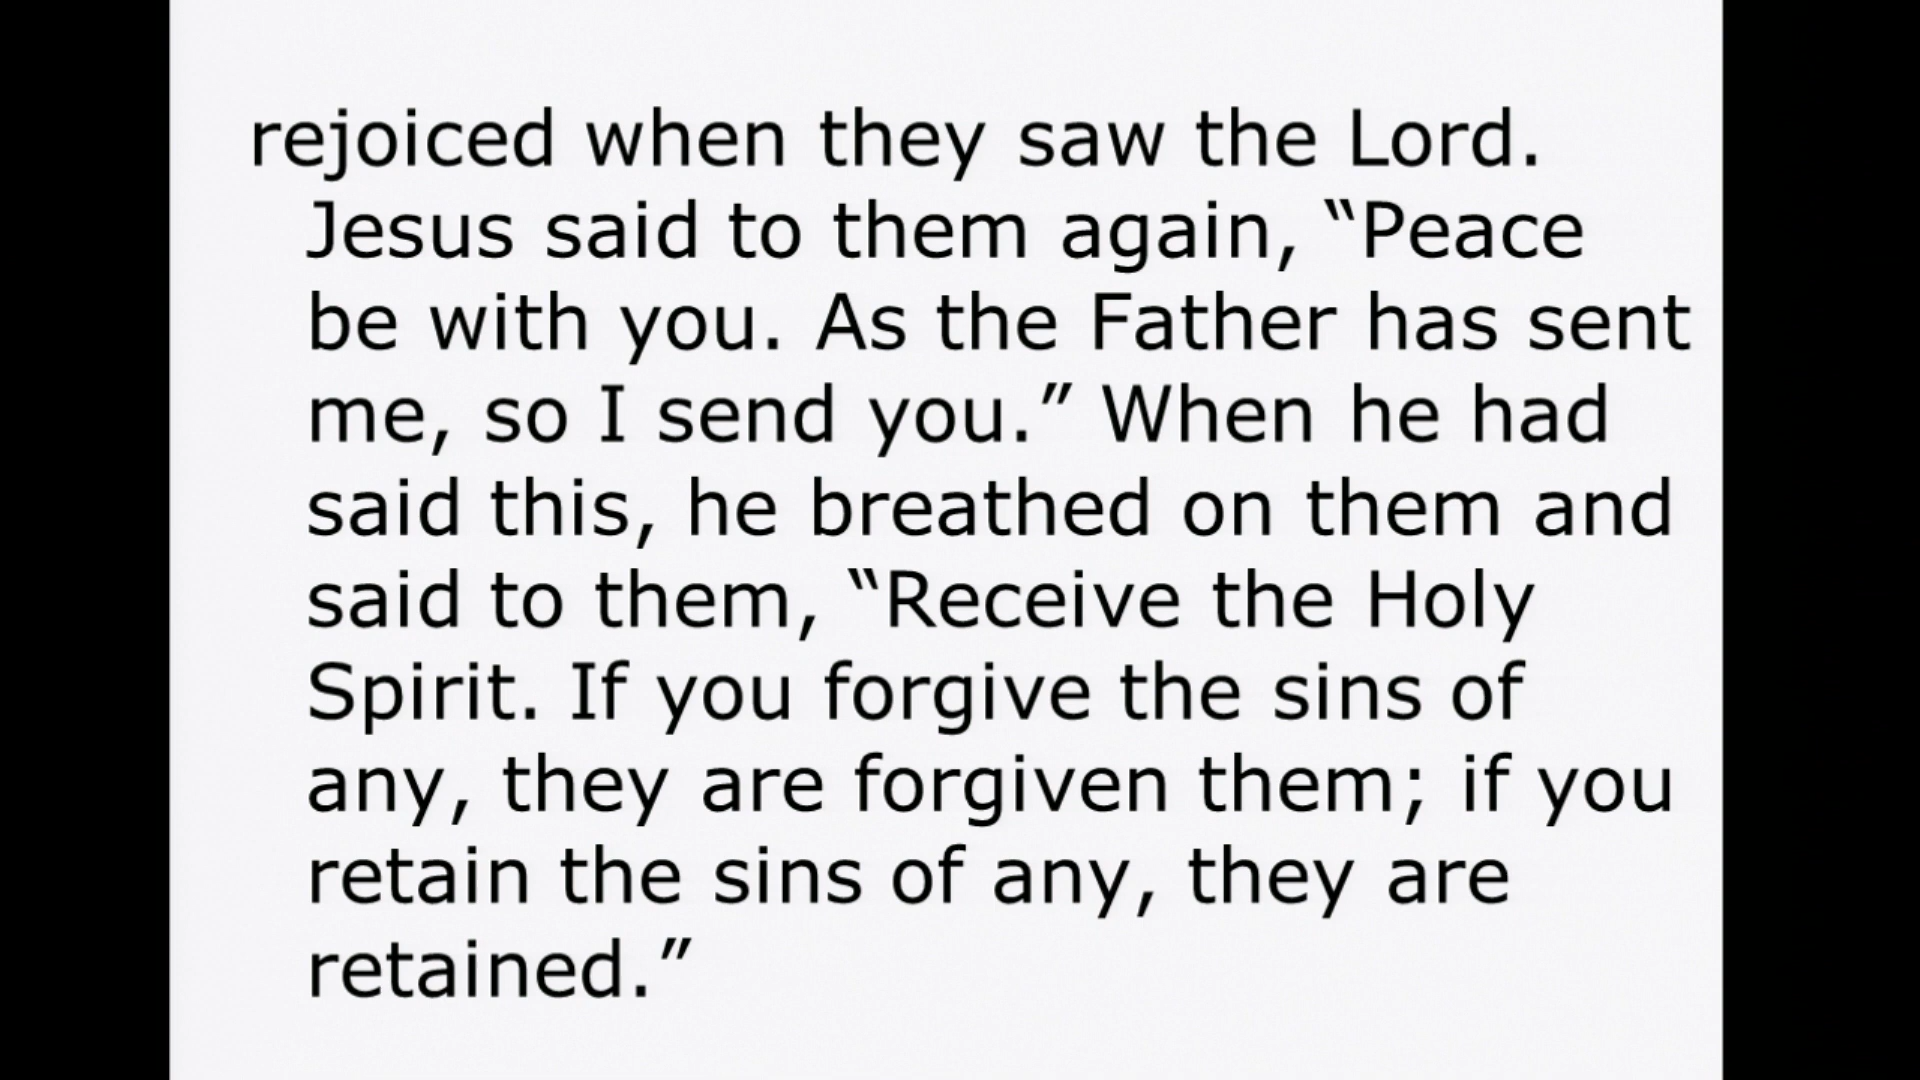 rejoiced when they saw the Lord.
Jesus said to them again, “Peace
be with you. As the Father has sent
me, so I send you.” When he had
said this, he breathed on them and
said to them, “Receive the Holy
Spirit. If you forgive the sins of
any, they are forgiven them; if you
retain the sins of any, they are
retained.”